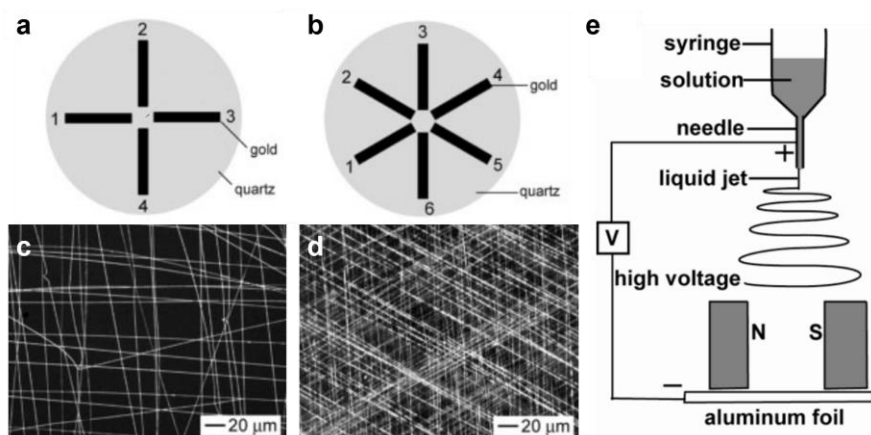 a
2
1
3
gold
quartz
4
b
3
2
4
gold
1
5
quartz
6
c
20 μm
d
20 μm
e
syringe
solution
needle
+
liquid jet
V
high voltage
N
S
−
aluminum foil